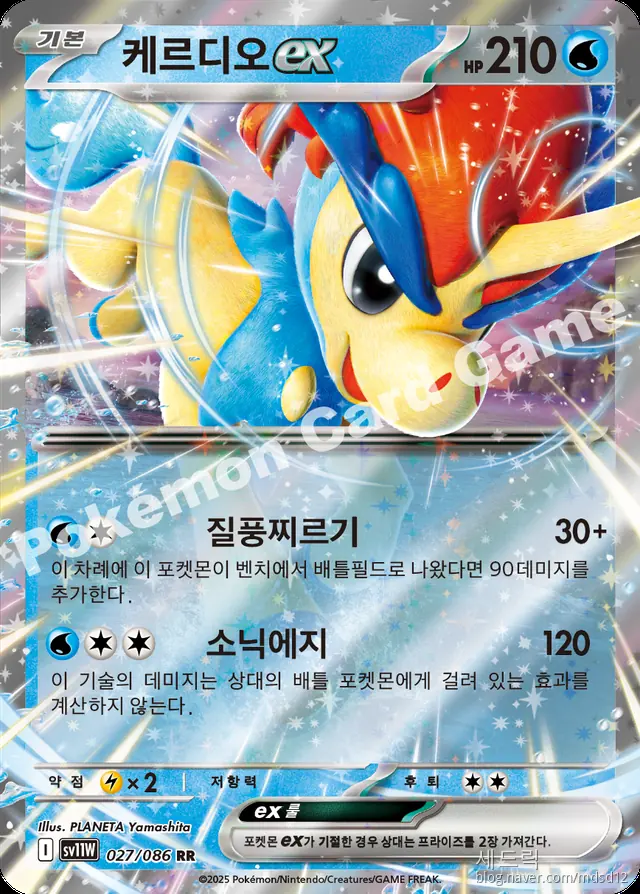 기본 케르디오 ex HP 210
Pokémon Card Game
질풍찌르기 30+
이 차례에 이 포켓몬이 벤치에서 배틀필드로 나왔다면 90데미지를
추가한다.
소닉에지 120
이 기술의 데미지는 상대의 배틀 포켓몬에게 걸려 있는 효과를
계산하지 않는다.
약점 ×2 저항력 후퇴
ex 룰
포켓몬 ex가 기절한 경우 상대는 프라이즈를 2장 가져간다.
Illus. PLANETA Yamashita
I sv11W 027/086 RR
©2025 Pokémon/Nintendo/Creatures/GAME FREAK.
세드릭
blog.naver.com/mdsd12